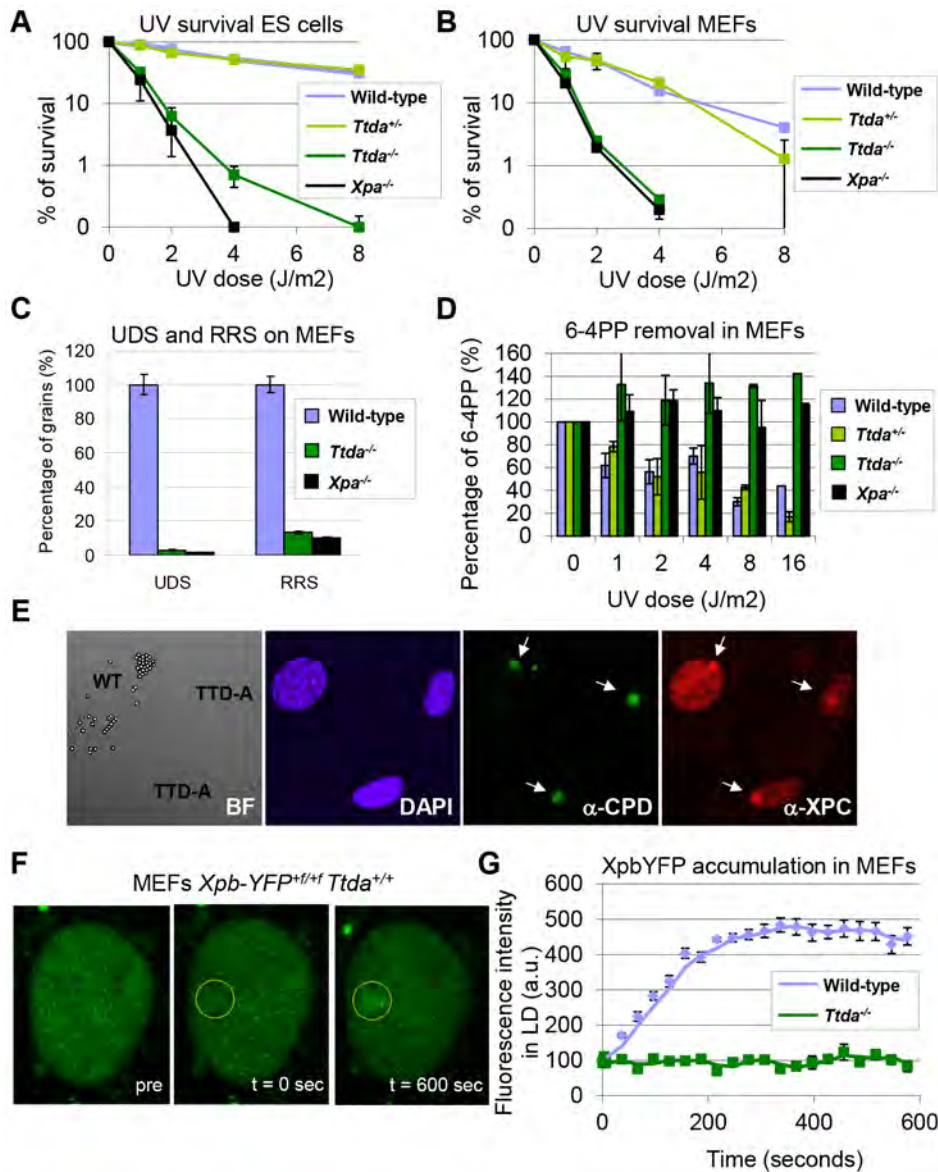 A
UV survival ES cells
% of survival
100
10
1
0
0 2 4 6 8
UV dose (J/m2)
Wild-type
Ttda+/-
Ttda-/-
Xpa-/-
B
UV survival MEFs
% of survival
100
10
1
0
0 2 4 6 8
UV dose (J/m2)
Wild-type
Ttda+/-
Ttda-/-
Xpa-/-
C
UDS and RRS on MEFs
Percentage of grains (%)
120
100
80
60
40
20
0
UDS RRS
Wild-type
Ttda-/-
Xpa-/-
D
6-4PP removal in MEFs
Percentage of 6-4PP (%)
160
140
120
100
80
60
40
20
0
0 1 2 4 8 16
UV dose (J/m2)
Wild-type
Ttda+/-
Ttda-/-
Xpa-/-
E
WT
TTD-A
TTD-A
BF
DAPI
α-CPD
α-XPC
F
MEFs Xpb-YFP+f/+f Ttda+/+
pre
t = 0 sec
t = 600 sec
G
XpbYFP accumulation in MEFs
Fluorescence intensity
in LD (a.u.)
600
500
400
300
200
100
0
0 200 400 600
Time (seconds)
Wild-type
Ttda-/-